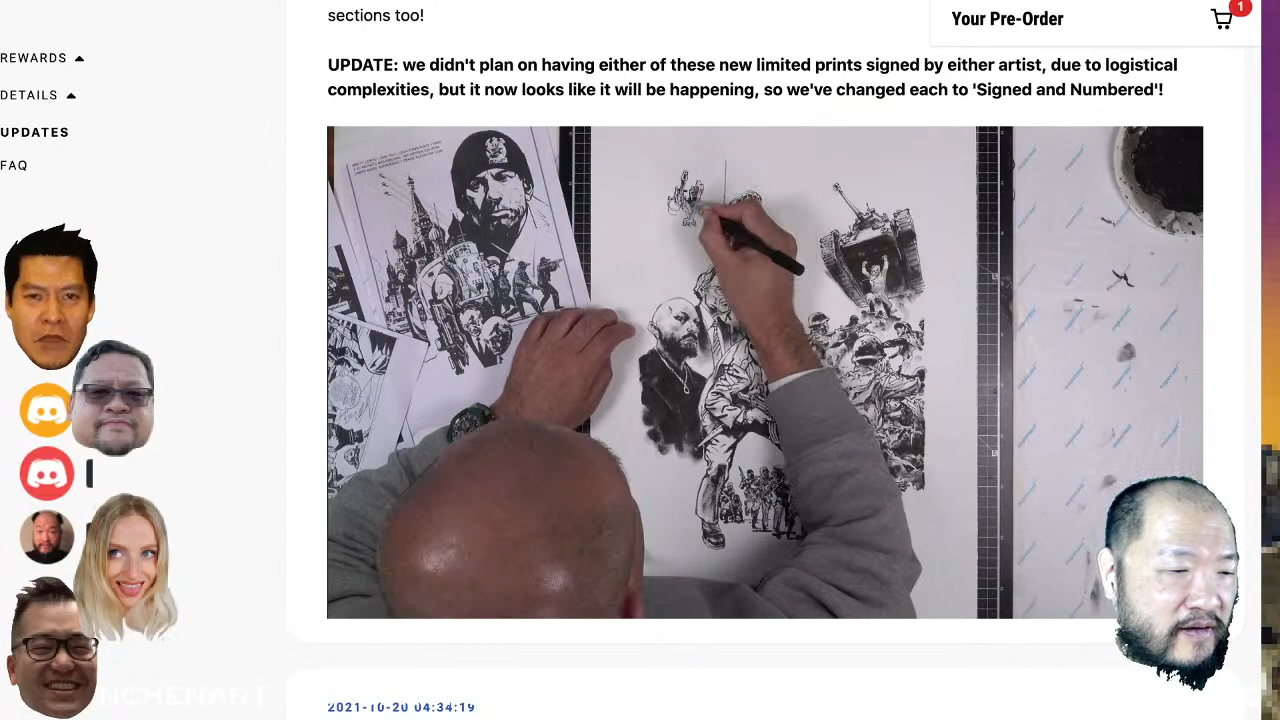 sections too!
Your Pre-Order
1
REWARDS
DETAILS
UPDATES
FAQ
UPDATE: we didn't plan on having either of these new limited prints signed by either artist, due to logistical
complexities, but it now looks like it will be happening, so we've changed each to 'Signed and Numbered'!
2021-10-20 04:34:19